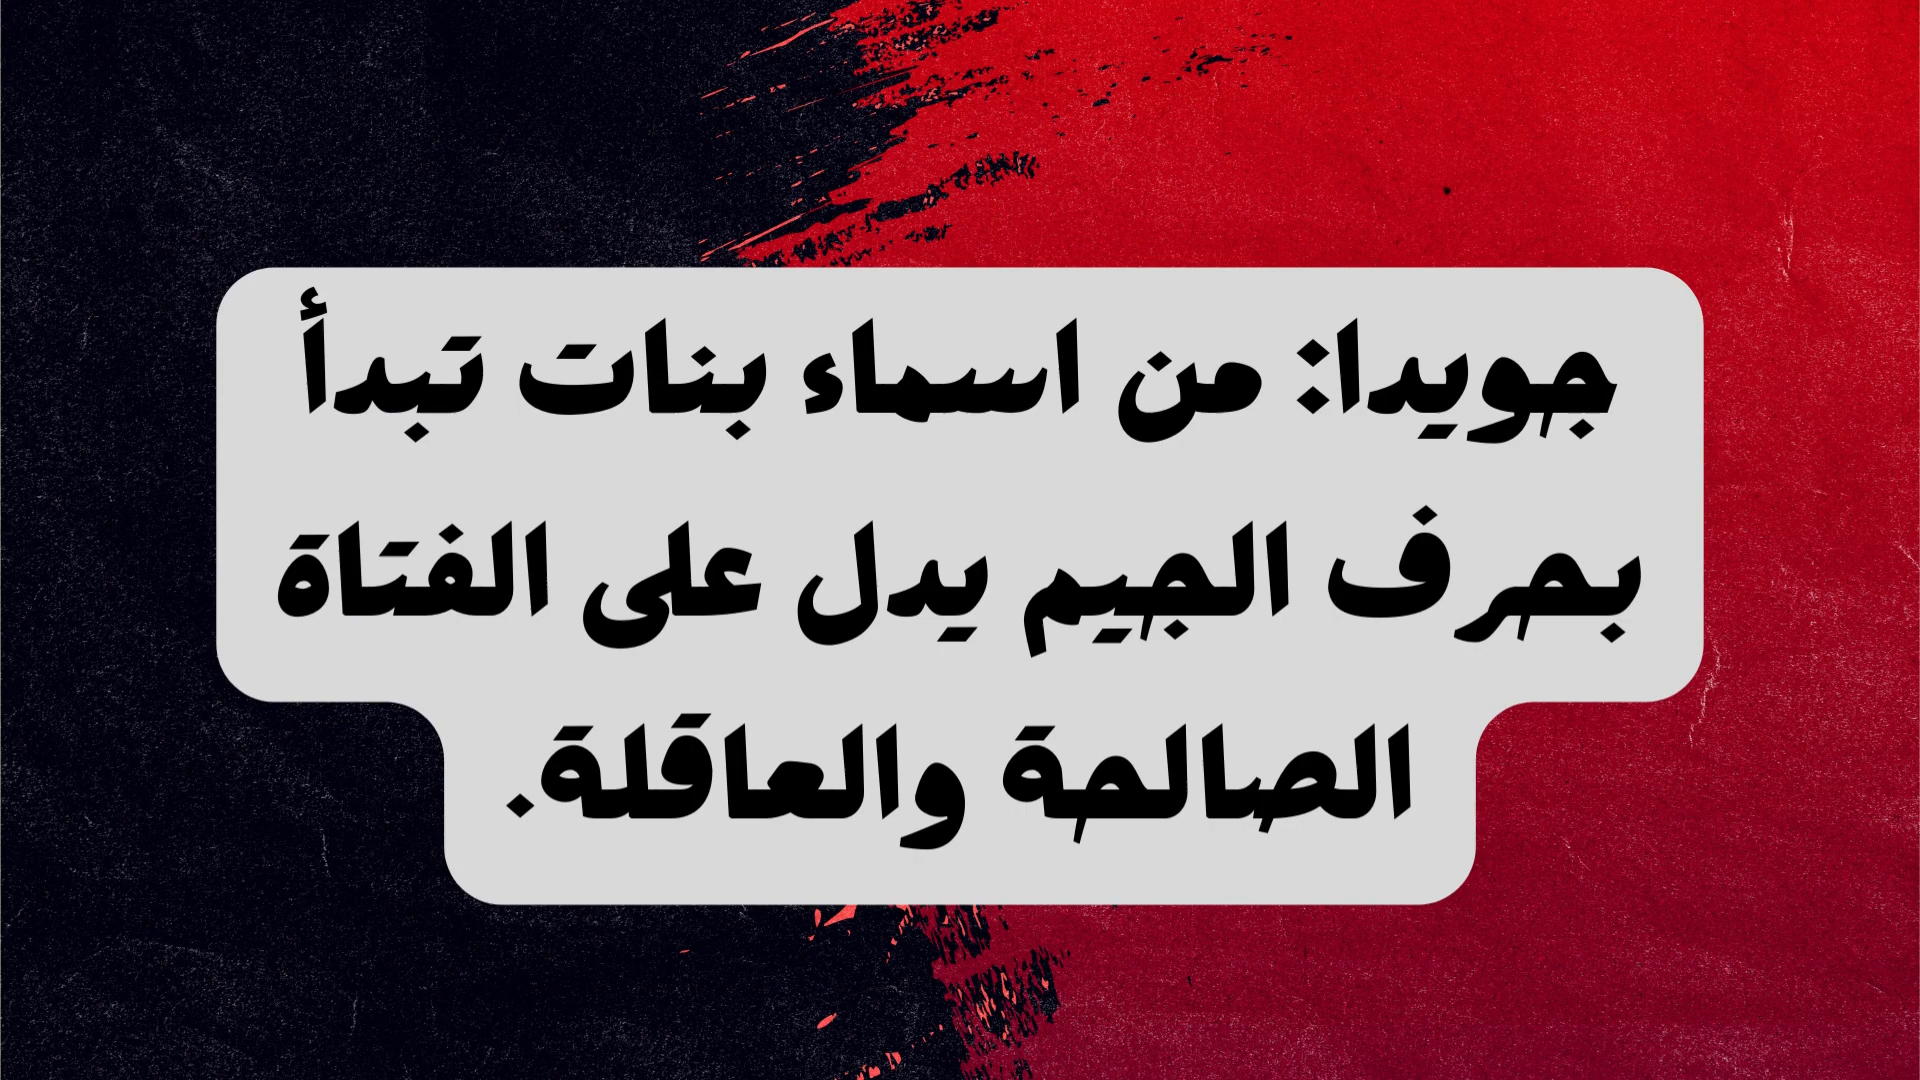 جويدا: من اسماء بنات تبدأ
بحرف الجيم يدل على الفتاة
الصالحة والعاقلة.